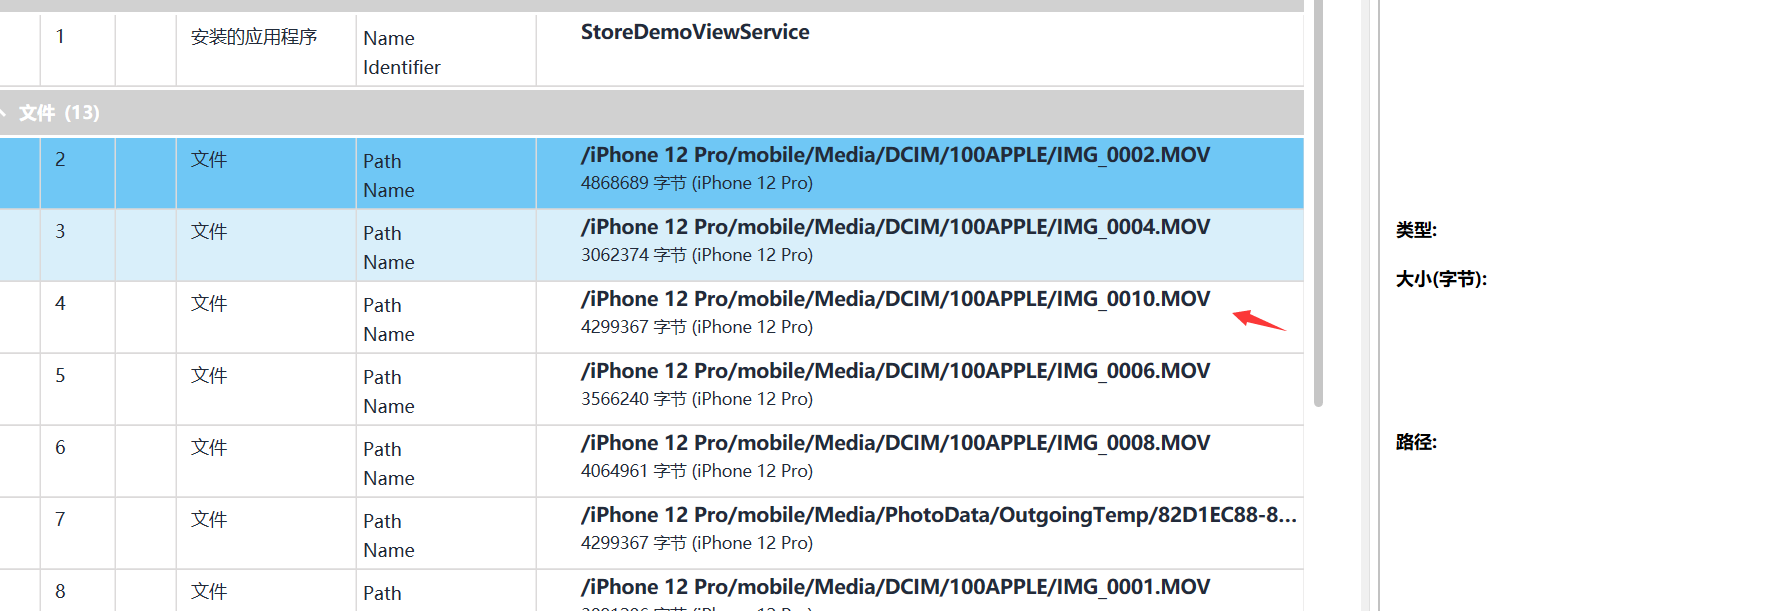 1 安装的应用程序 Name StoreDemoViewService
Identifier
文件 (13)
2 文件 Path /iPhone 12 Pro/mobile/Media/DCIM/100APPLE/IMG_0002.MOV
Name 4868689 字节 (iPhone 12 Pro)
3 文件 Path /iPhone 12 Pro/mobile/Media/DCIM/100APPLE/IMG_0004.MOV
Name 3062374 字节 (iPhone 12 Pro)
4 文件 Path /iPhone 12 Pro/mobile/Media/DCIM/100APPLE/IMG_0010.MOV
Name 4299367 字节 (iPhone 12 Pro)
5 文件 Path /iPhone 12 Pro/mobile/Media/DCIM/100APPLE/IMG_0006.MOV
Name 3566240 字节 (iPhone 12 Pro)
6 文件 Path /iPhone 12 Pro/mobile/Media/DCIM/100APPLE/IMG_0008.MOV
Name 4064961 字节 (iPhone 12 Pro)
7 文件 Path /iPhone 12 Pro/mobile/Media/PhotoData/OutgoingTemp/82D1EC88-8...
Name 4299367 字节 (iPhone 12 Pro)
8 文件 Path /iPhone 12 Pro/mobile/Media/DCIM/100APPLE/IMG_0001.MOV
类型:
大小(字节):
路径: